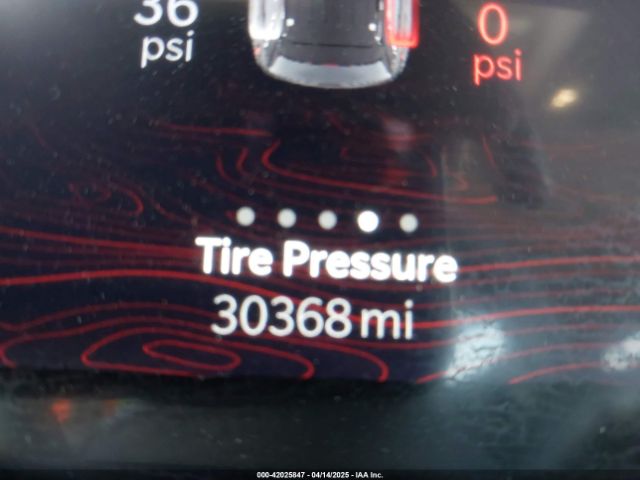 36 0
psi psi
Tire Pressure
30368 mi
000-42025847 - 04/14/2025 - IAA Inc.